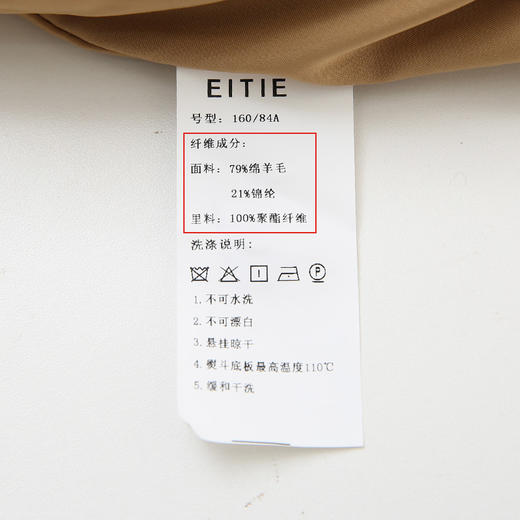 EITIE
号型: 160/84A
纤维成分:
面料: 79%绵羊毛
21%锦纶
里料: 100%聚酯纤维
洗涤说明:
P
1. 不可水洗
2. 不可漂白
3. 悬挂晾干
4. 熨斗底板最高温度110℃
5. 缓和干洗